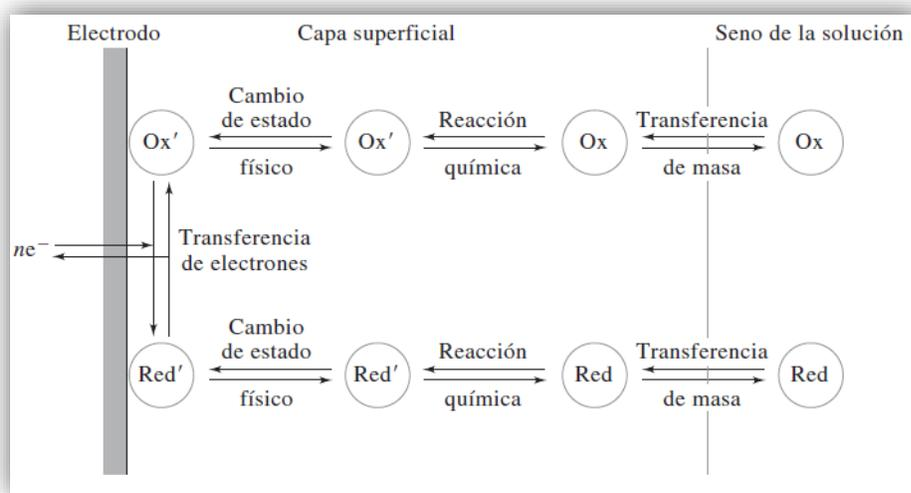 Electrodo
Capa superficial
Seno de la solución
Cambio
de estado
físico
Reacción
química
Transferencia
de masa
Ox′
Ox′
Ox
Ox
ne⁻
Transferencia
de electrones
Cambio
de estado
físico
Reacción
química
Transferencia
de masa
Red′
Red′
Red
Red